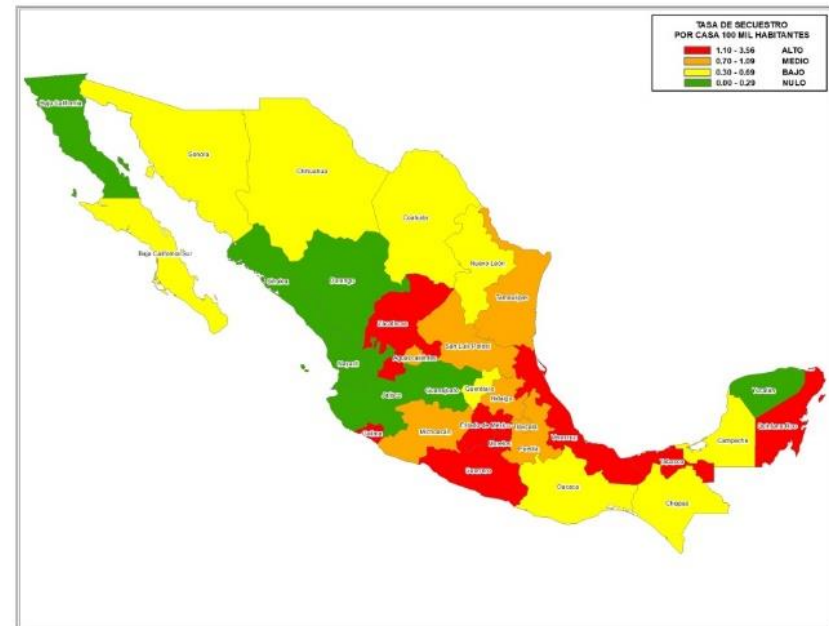 TASA DE SECUESTRO
POR CASA 100 MIL HABITANTES
1.10 - 3.56 ALTO
0.70 - 1.09 MEDIO
0.30 - 0.69 BAJO
0.00 - 0.29 NULO
Baja California
Sonora
Chihuahua
Coahuila
Baja California Sur
Nuevo León
Sinaloa
Durango
Tamaulipas
Zacatecas
San Luis Potosí
Nayarit
Aguascalientes
Yucatán
Jalisco
Guanajuato
Querétaro
Hidalgo
Quintana Roo
Colima
Michoacán
Estado de México
Tlaxcala
Veracruz
Campeche
Morelos
Puebla
Tabasco
Guerrero
Oaxaca
Chiapas